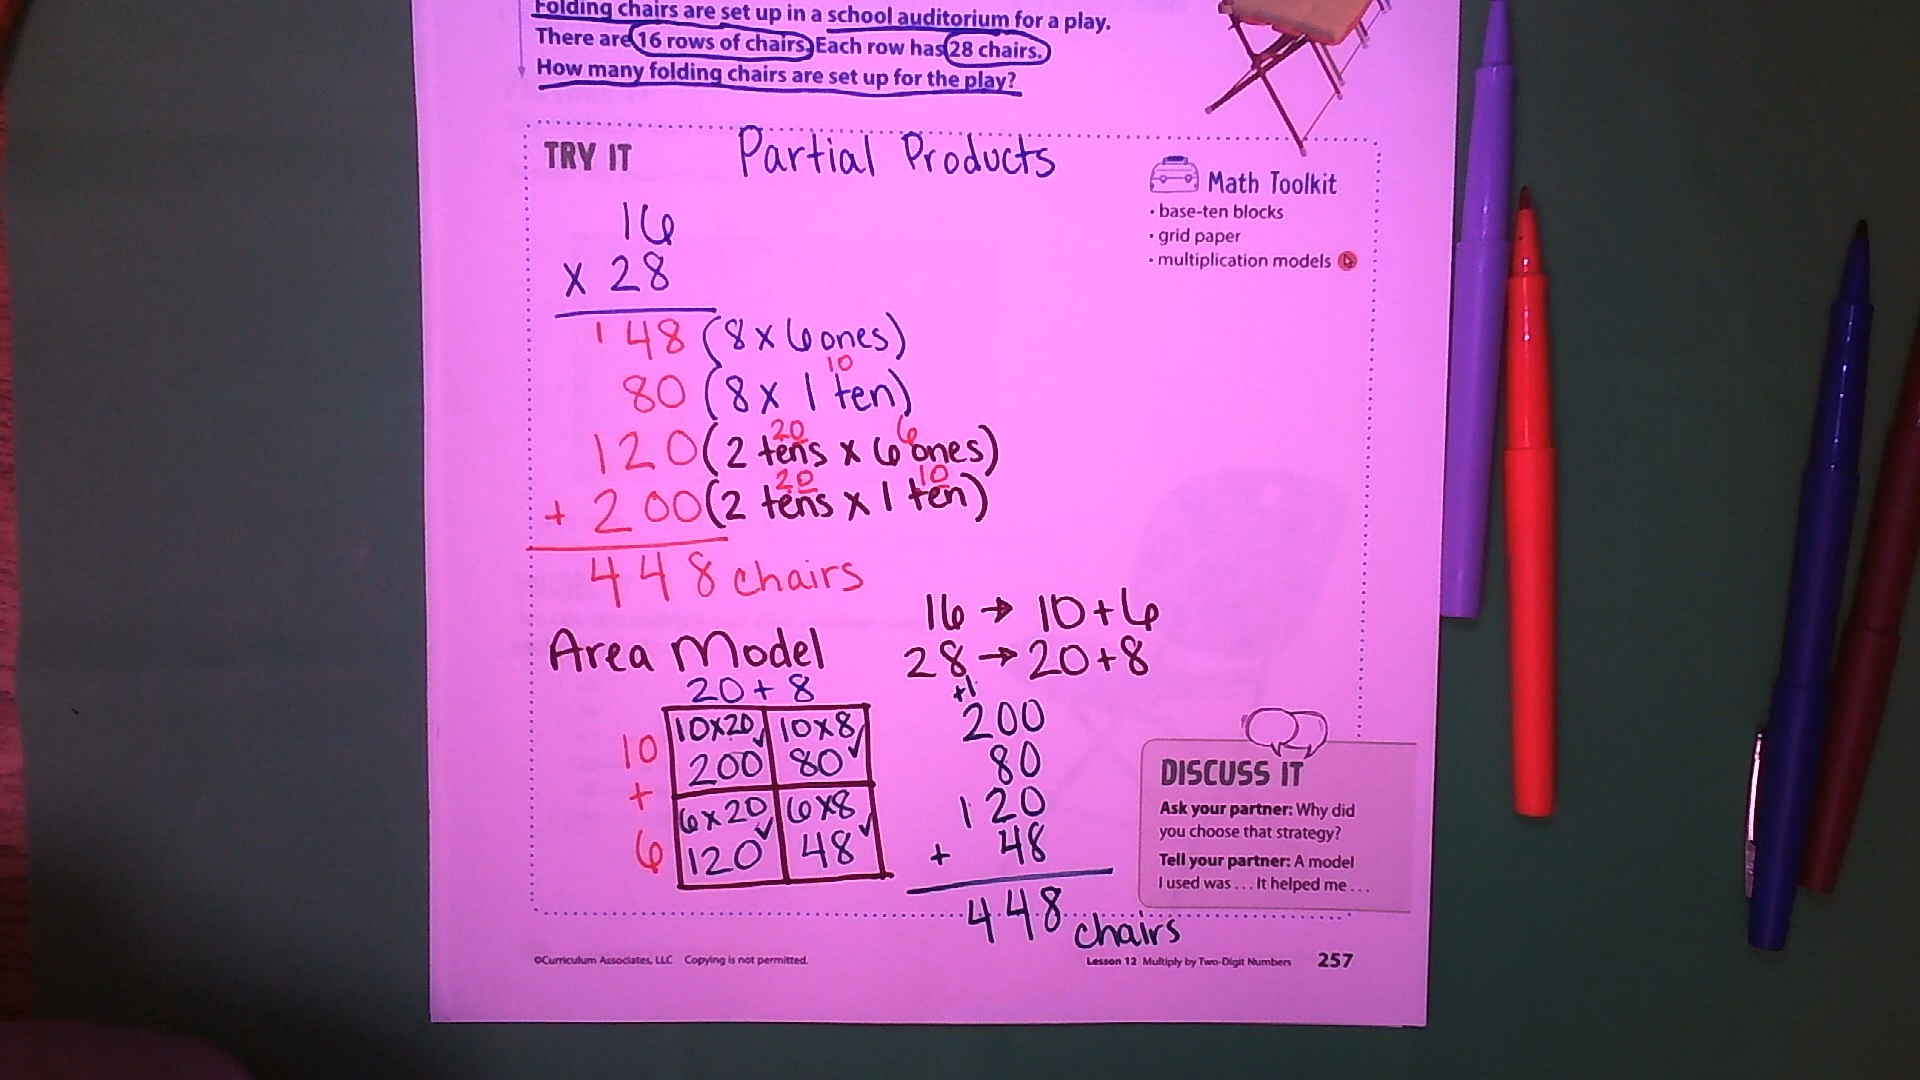 Folding chairs are set up in a school auditorium for a play.
There are 16 rows of chairs. Each row has 28 chairs.
How many folding chairs are set up for the play?
TRY IT
Partial Products
Math Toolkit
• base-ten blocks
• grid paper
• multiplication models
16
x 28
1 48 (8 x 6 ones)
10
80 (8 x 1 ten)
20 6
120 (2 tens x 6 ones)
20 10
+ 200 (2 tens x 1 ten)
448 chairs
16 → 10+6
28 → 20+8
Area Model
20 + 8
10
+
6
10x20 10x8
200 80
6x20 6x8
120 48
+1
200
80
120
+ 48
448 chairs
DISCUSS IT
Ask your partner: Why did
you choose that strategy?
Tell your partner: A model
I used was . . . It helped me . . .
©Curriculum Associates, LLC Copying is not permitted.
Lesson 12 Multiply by Two-Digit Numbers 257